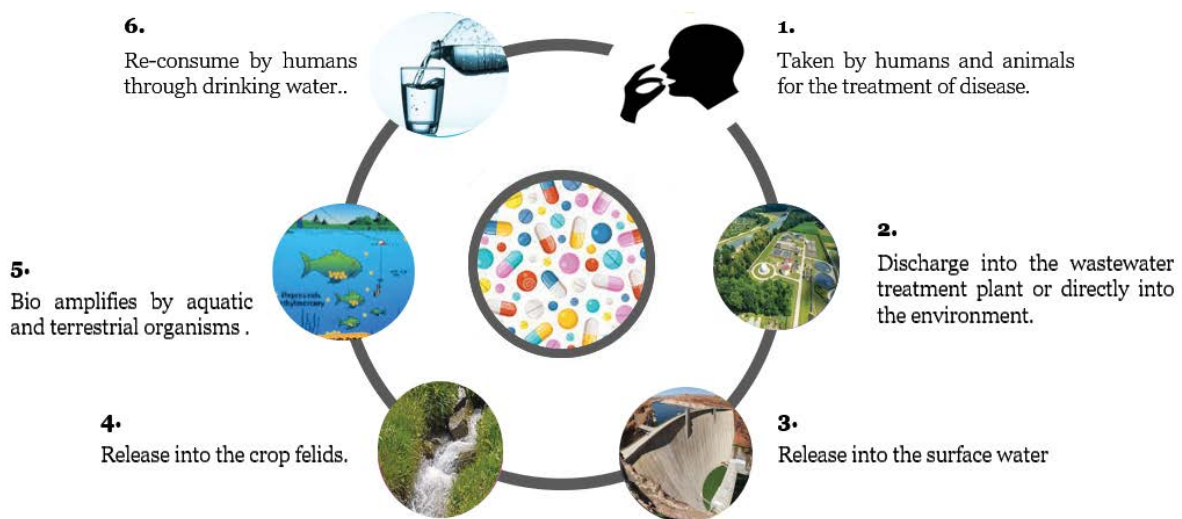 1.
Taken by humans and animals
for the treatment of disease.
2.
Discharge into the wastewater
treatment plant or directly into
the environment.
3.
Release into the surface water
4.
Release into the crop felids.
5.
Bio amplifies by aquatic
and terrestrial organisms .
6.
Re-consume by humans
through drinking water..